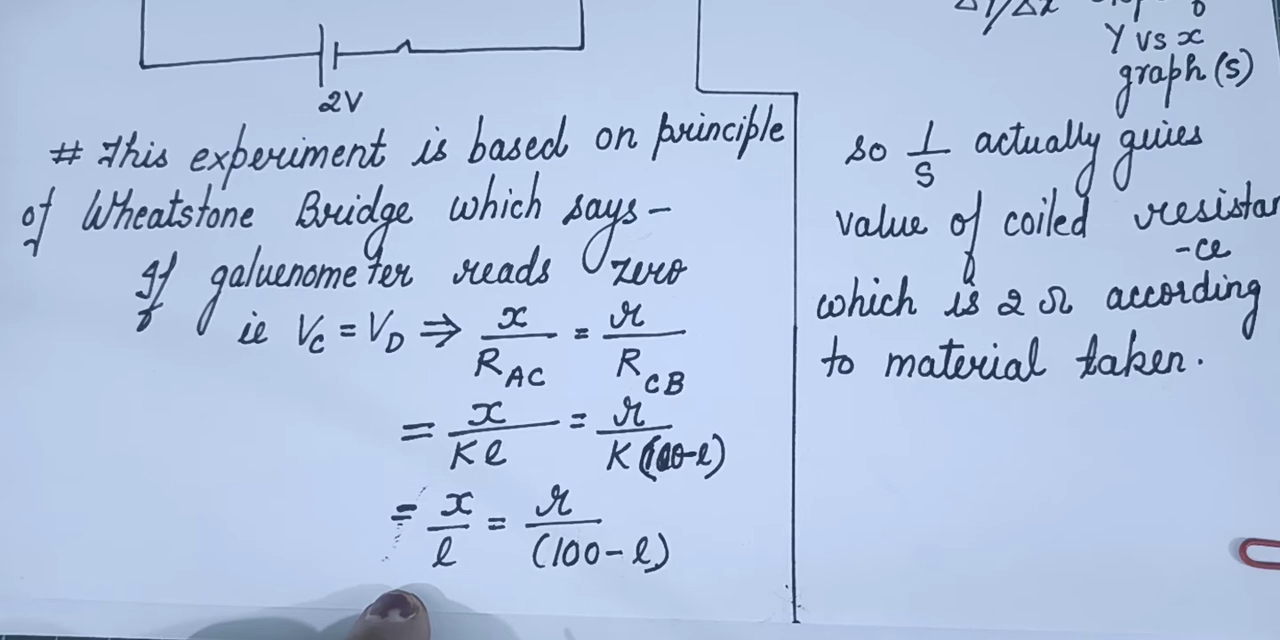 2V
# This experiment is based on principle
of Wheatstone Bridge which says-
If galvenometer reads zero
ie V_C = V_D ⇒ x/R_AC = r/R_CB
= x/Kl = r/K(100-l)
= x/l = r/(100-l)
Y vs x
graph (s)
so 1/s actually gives
value of coiled resistan
-ce
which is 2 Ω according
to material taken.